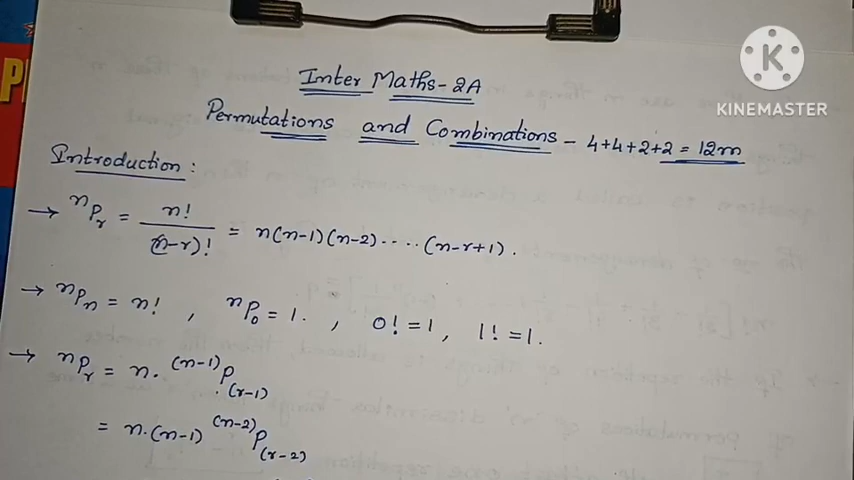 Inter Maths-2A
KINEMASTER
Permutations and Combinations - 4+4+2+2 = 12m
Introduction :
→ ⁿPᵣ = n!/(n-r)! = n(n-1)(n-2)....(n-r+1).
→ ⁿPₙ = n! , ⁿP₀ = 1. , 0! = 1, 1! = 1.
→ ⁿPᵣ = n. ⁽ⁿ⁻¹⁾P₍ᵣ₋₁₎
= n.(n-1) ⁽ⁿ⁻²⁾P₍ᵣ₋₂₎